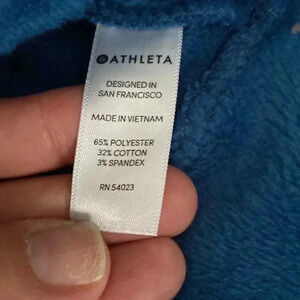 ATHLETA
DESIGNED IN
SAN FRANCISCO
MADE IN VIETNAM
65% POLYESTER
32% COTTON
3% SPANDEX
RN 54023